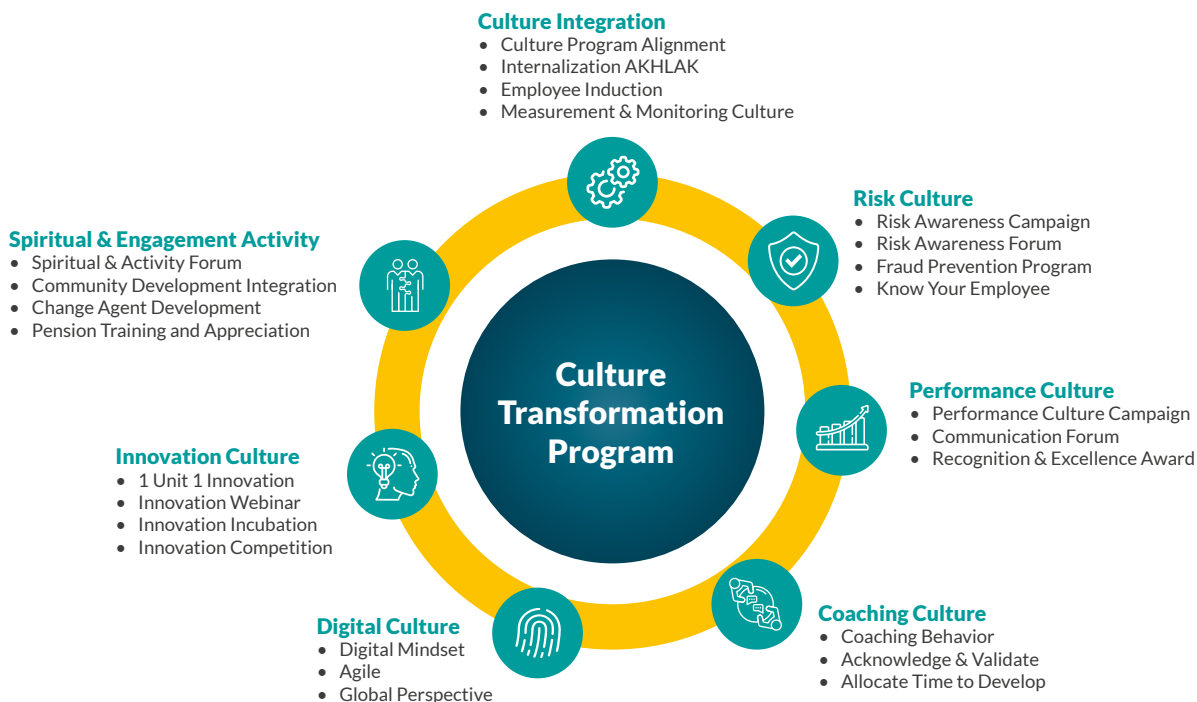 Culture Integration
• Culture Program Alignment
• Internalization AKHLAK
• Employee Induction
• Measurement & Monitoring Culture
Risk Culture
• Risk Awareness Campaign
• Risk Awareness Forum
• Fraud Prevention Program
• Know Your Employee
Performance Culture
• Performance Culture Campaign
• Communication Forum
• Recognition & Excellence Award
Coaching Culture
• Coaching Behavior
• Acknowledge & Validate
• Allocate Time to Develop
Digital Culture
• Digital Mindset
• Agile
• Global Perspective
Innovation Culture
• 1 Unit 1 Innovation
• Innovation Webinar
• Innovation Incubation
• Innovation Competition
Spiritual & Engagement Activity
• Spiritual & Activity Forum
• Community Development Integration
• Change Agent Development
• Pension Training and Appreciation
Culture
Transformation
Program